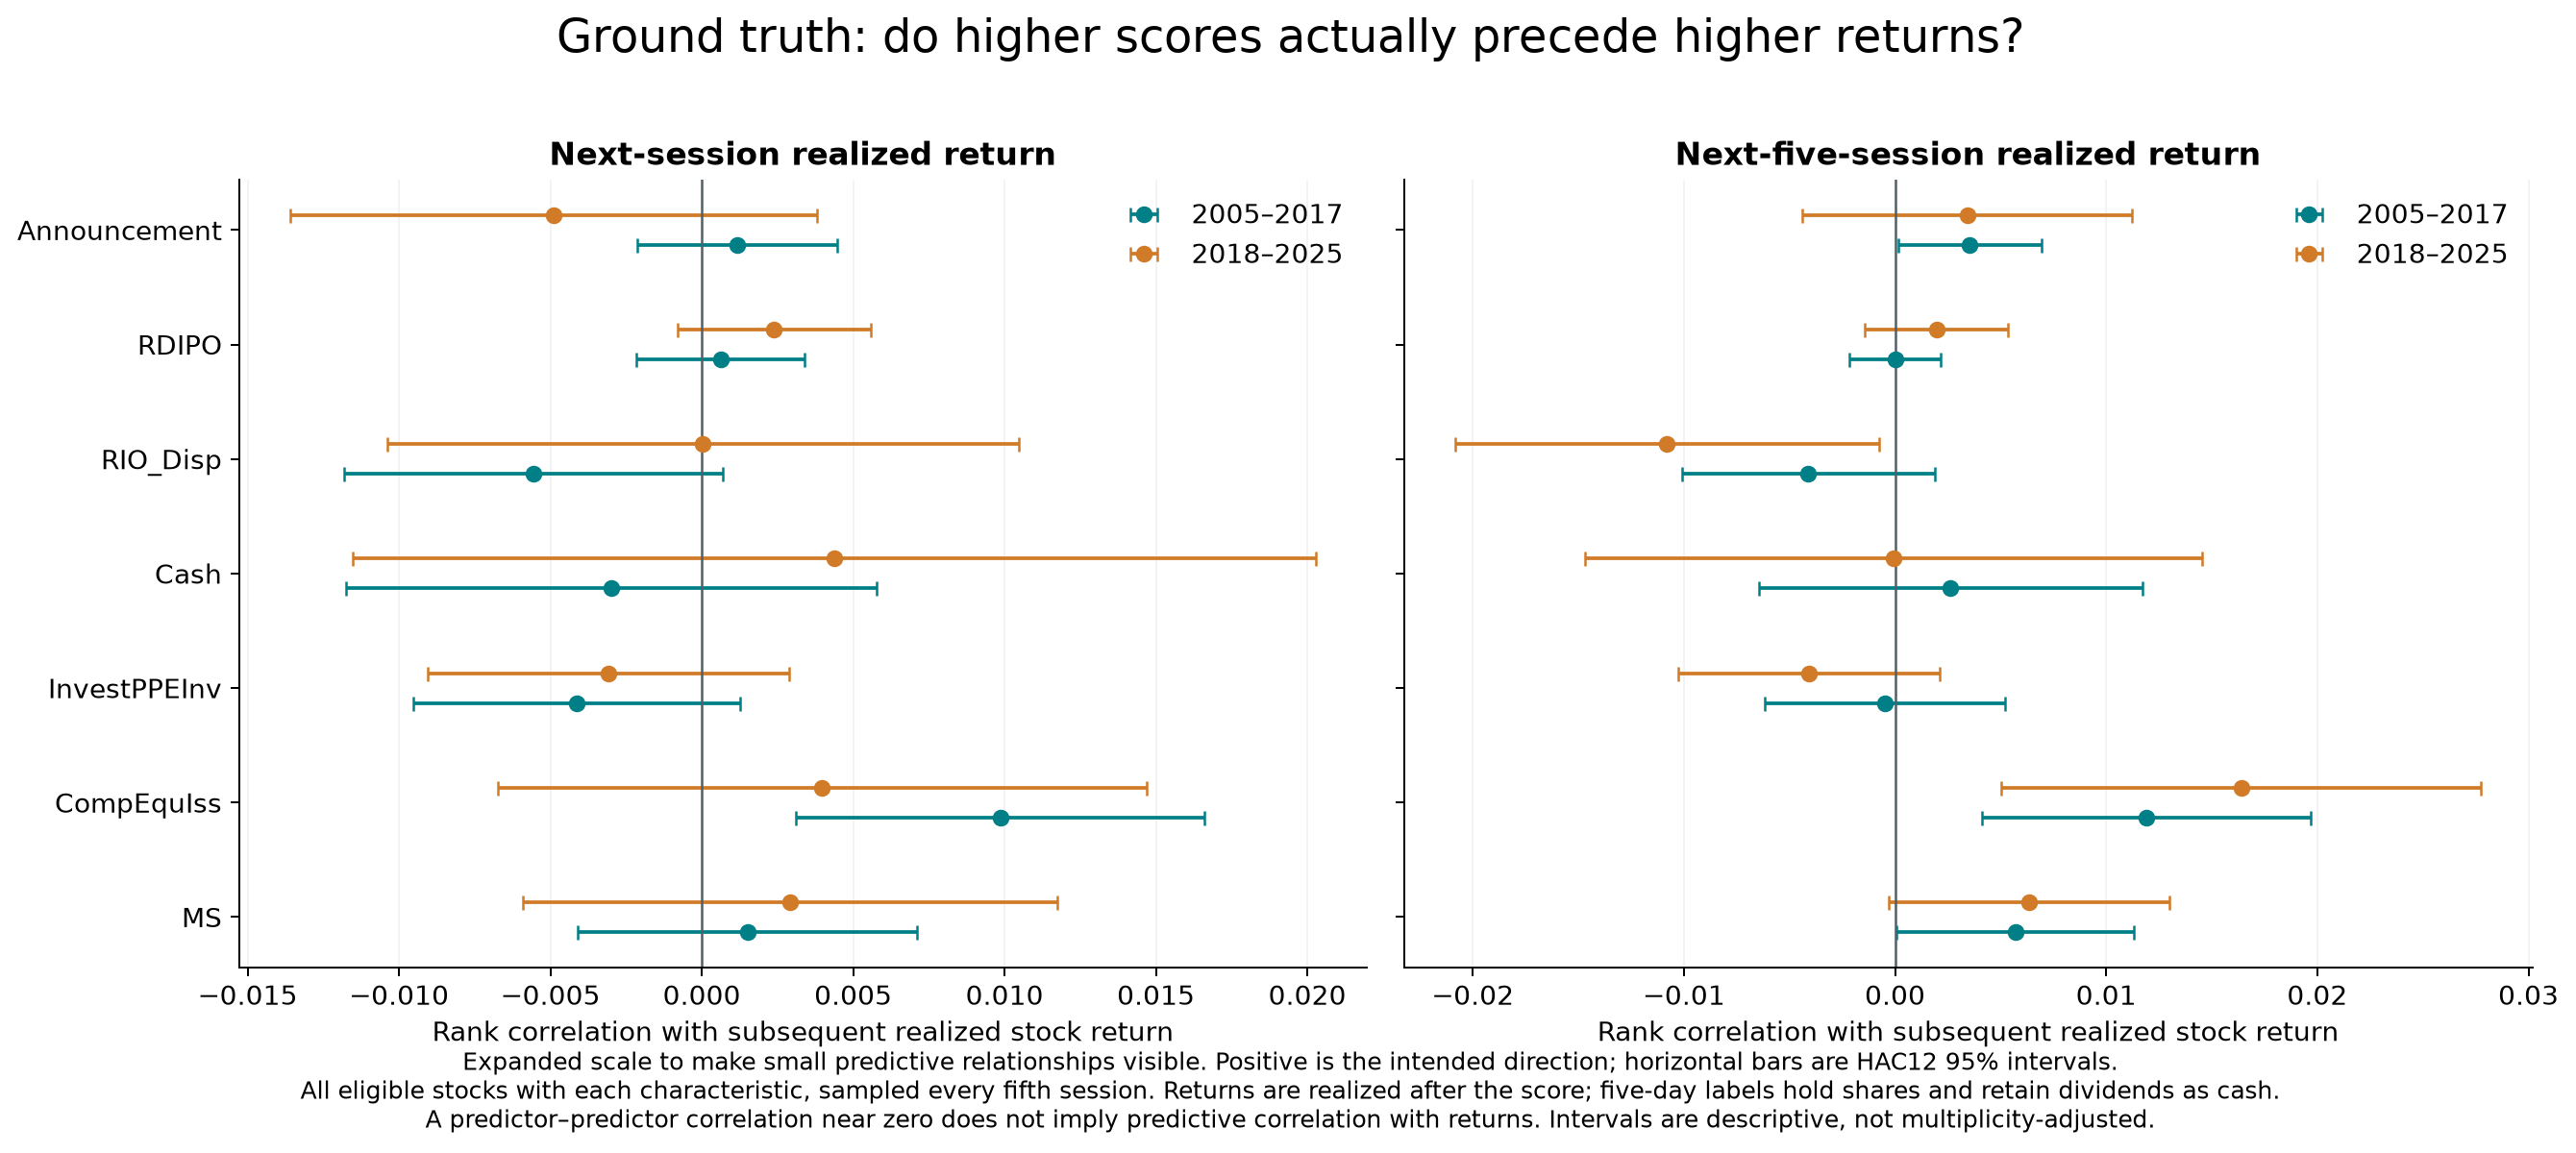 Ground truth: do higher scores actually precede higher returns?
Next-session realized return
Next-five-session realized return
2005–2017
2018–2025
2005–2017
2018–2025
Announcement
RDIPO
RIO_Disp
Cash
InvestPPEInv
CompEquIss
MS
−0.015 −0.010 −0.005 0.000 0.005 0.010 0.015 0.020
−0.02 −0.01 0.00 0.01 0.02 0.03
Rank correlation with subsequent realized stock return
Rank correlation with subsequent realized stock return
Expanded scale to make small predictive relationships visible. Positive is the intended direction; horizontal bars are HAC12 95% intervals.
All eligible stocks with each characteristic, sampled every fifth session. Returns are realized after the score; five-day labels hold shares and retain dividends as cash.
A predictor–predictor correlation near zero does not imply predictive correlation with returns. Intervals are descriptive, not multiplicity-adjusted.